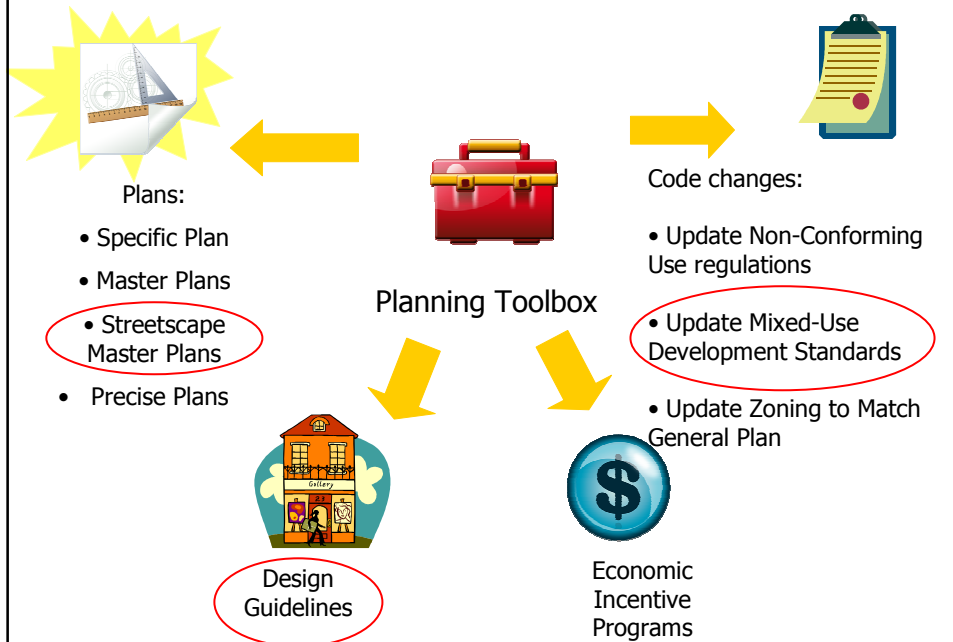 Plans:
• Specific Plan
• Master Plans
• Streetscape
Master Plans
• Precise Plans
Planning Toolbox
Code changes:
• Update Non-Conforming
Use regulations
• Update Mixed-Use
Development Standards
• Update Zoning to Match
General Plan
Gallery
23
Design
Guidelines
$
Economic
Incentive
Programs